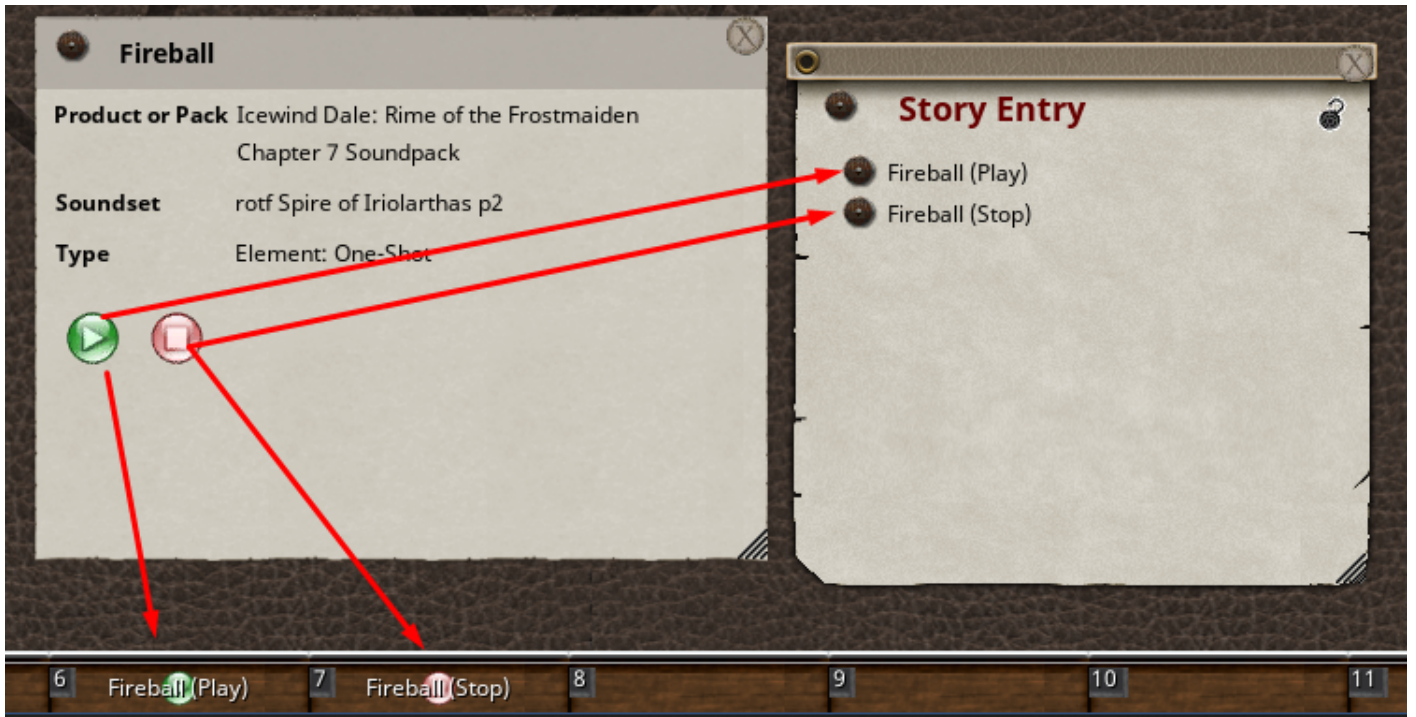 Fireball
X
Product or Pack Icewind Dale: Rime of the Frostmaiden
Chapter 7 Soundpack
Soundset rotf Spire of Iriolarthas p2
Type Element: One-Shot
X
Story Entry
Fireball (Play)
Fireball (Stop)
6 Fireball (Play) 7 Fireball (Stop) 8 9 10 11